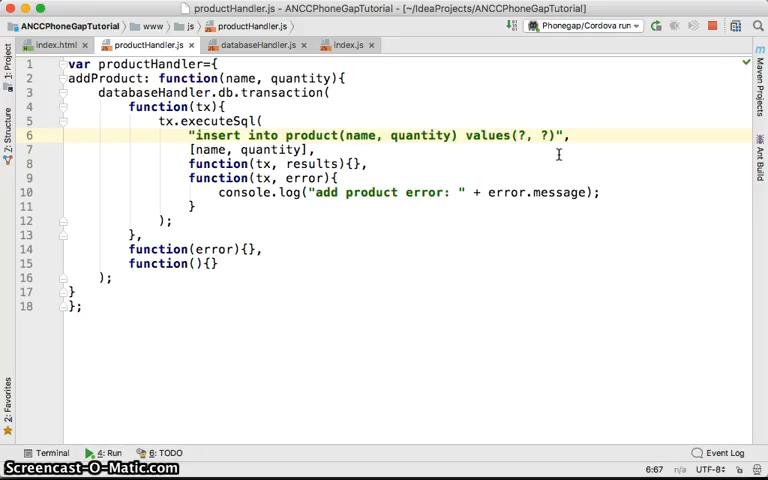 productHandler.js - ANCCPhoneGapTutorial - [~/IdeaProjects/ANCCPhoneGapTutorial]
ANCCPhoneGapTutorial www js productHandler.js Phonegap/Cordova run
index.html productHandler.js databaseHandler.js index.js
1: Project
Z: Structure
2: Favorites
1 var productHandler={
2 addProduct: function(name, quantity){
3 databaseHandler.db.transaction(
4 function(tx){
5 tx.executeSql(
6 "insert into product(name, quantity) values(?, ?)",
7 [name, quantity],
8 function(tx, results){},
9 function(tx, error){
10 console.log("add product error: " + error.message);
11 }
12 );
13 },
14 function(error){},
15 function(){}
16 );
17 }
18 };
Maven Projects
Ant Build
Terminal 4: Run 6: TODO Event Log
6:67 n/a UTF-8
Screencast-O-Matic.com